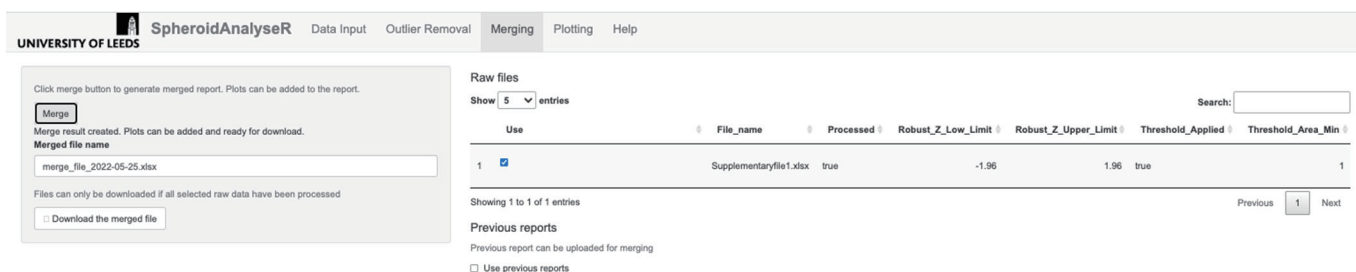 UNIVERSITY OF LEEDS
SpheroidAnalyseR Data Input Outlier Removal Merging Plotting Help
Click merge button to generate merged report. Plots can be added to the report.
Merge
Merge result created. Plots can be added and ready for download.
Merged file name
merge_file_2022-05-25.xlsx
Files can only be downloaded if all selected raw data have been processed
Download the merged file
Raw files
Show 5 entries
Search:
Use File_name Processed Robust_Z_Low_Limit Robust_Z_Upper_Limit Threshold_Applied Threshold_Area_Min
1 Supplementaryfile1.xlsx true -1.96 1.96 true 1
Showing 1 to 1 of 1 entries
Previous 1 Next
Previous reports
Previous report can be uploaded for merging
Use previous reports